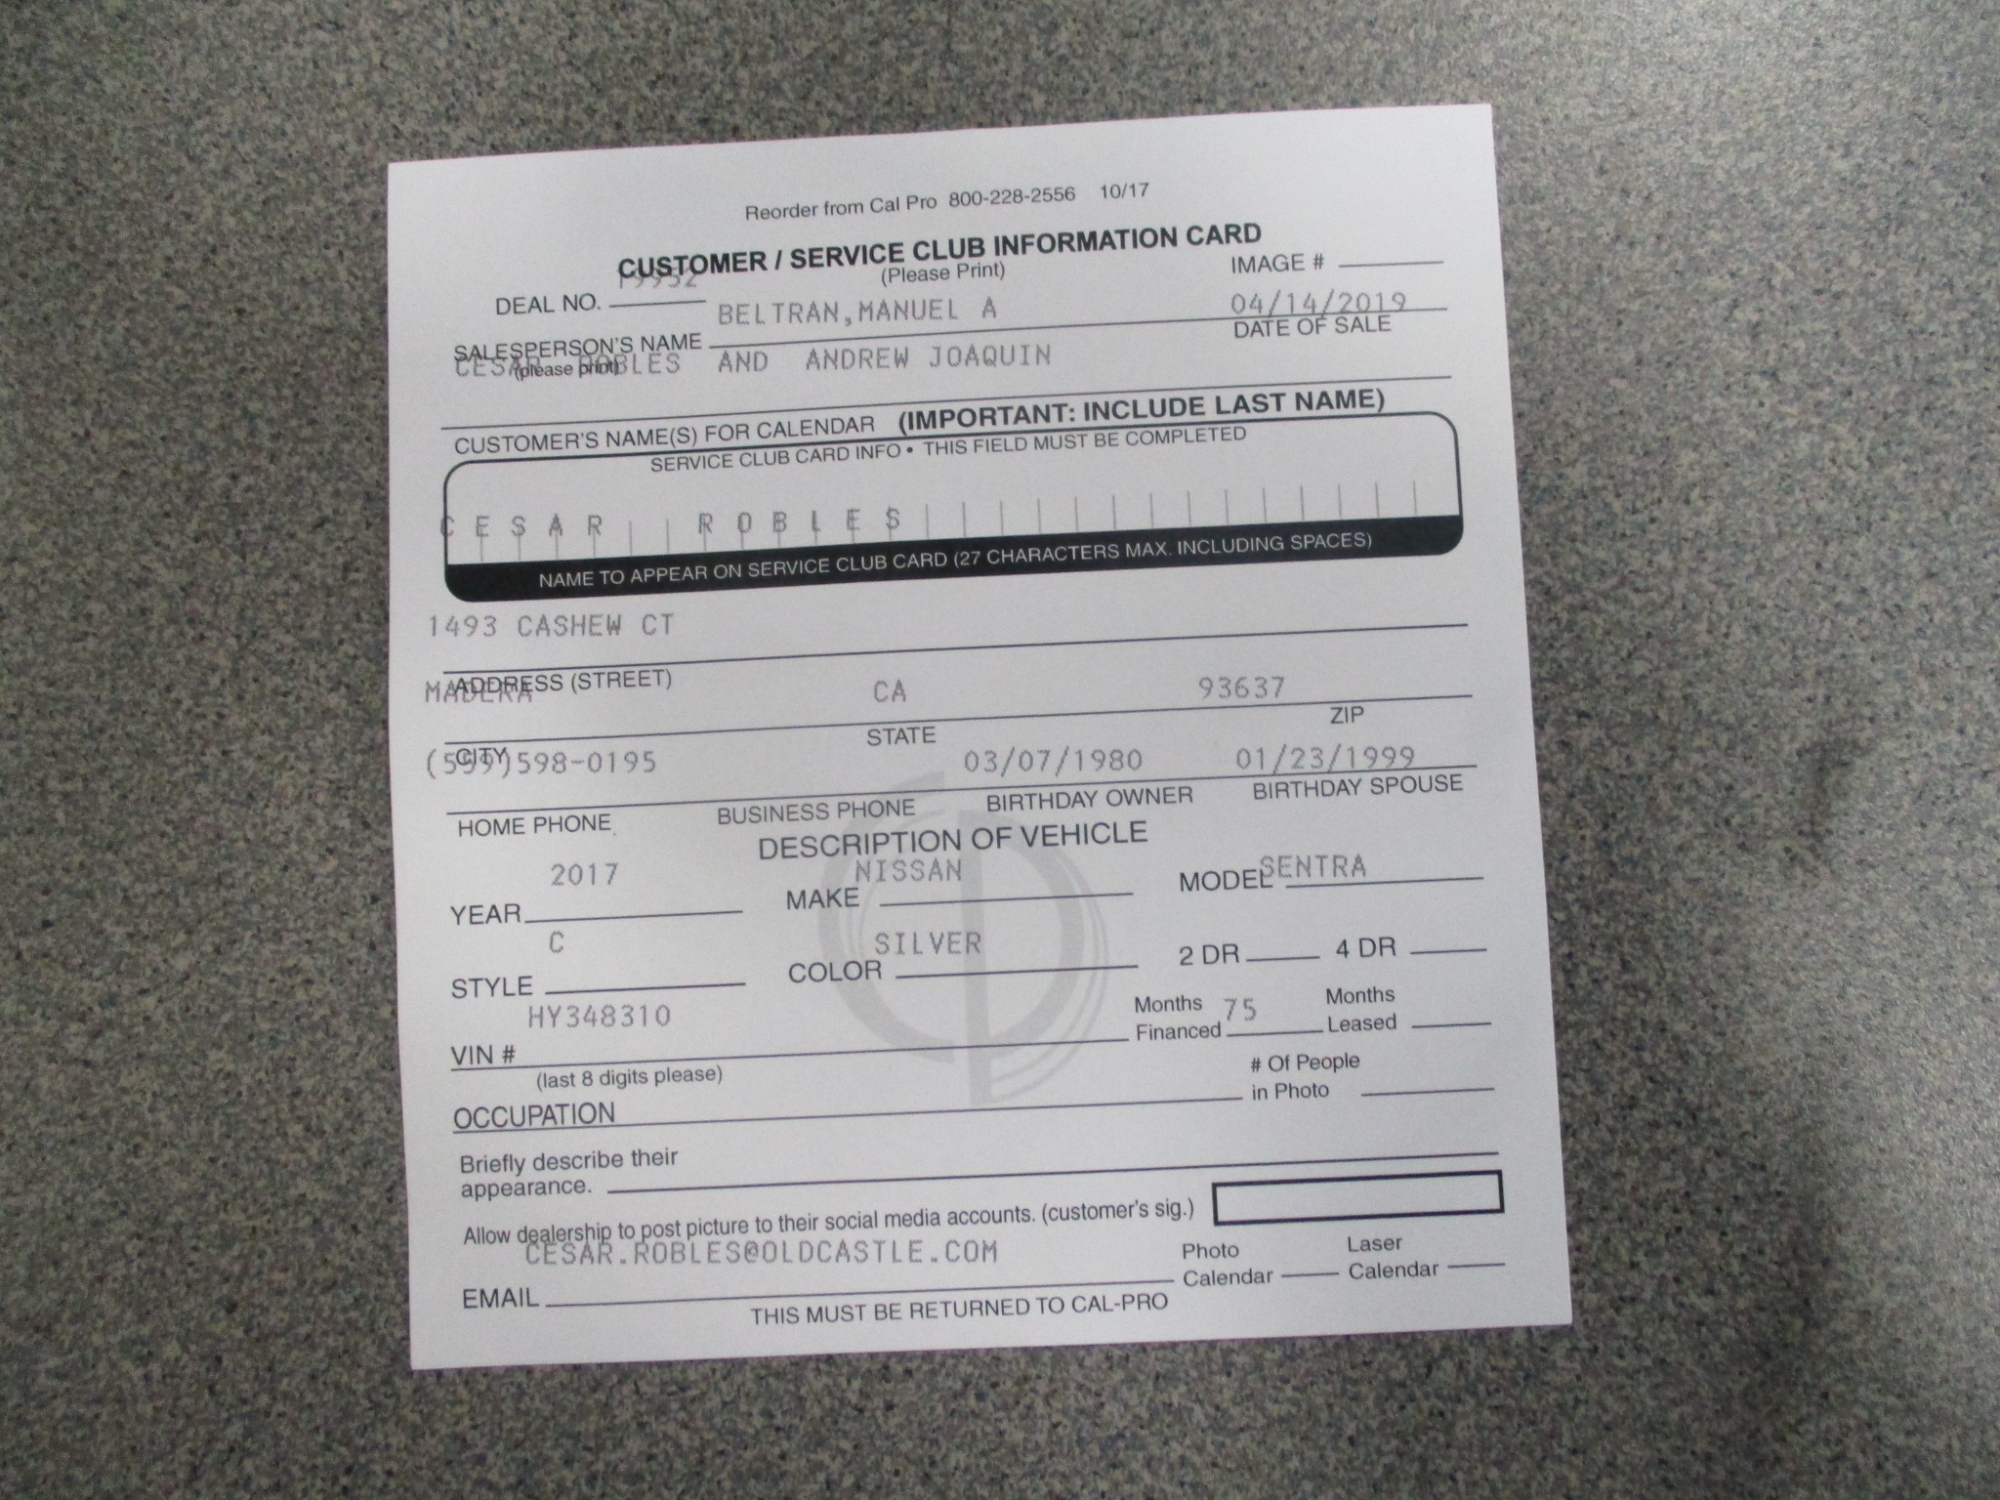 Reorder from Cal Pro 800-228-2556 10/17
CUSTOMER / SERVICE CLUB INFORMATION CARD
(Please Print)
IMAGE #
DEAL NO. 19952
BELTRAN,MANUEL A 04/14/2019
SALESPERSON'S NAME DATE OF SALE
(please print)
CESAR ROBLES AND ANDREW JOAQUIN
CUSTOMER'S NAME(S) FOR CALENDAR (IMPORTANT: INCLUDE LAST NAME)
SERVICE CLUB CARD INFO • THIS FIELD MUST BE COMPLETED
CESAR ROBLES
NAME TO APPEAR ON SERVICE CLUB CARD (27 CHARACTERS MAX. INCLUDING SPACES)
1493 CASHEW CT
ADDRESS (STREET)
MADERA CA 93637
CITY STATE ZIP
(559)598-0195 03/07/1980 01/23/1999
HOME PHONE BUSINESS PHONE BIRTHDAY OWNER BIRTHDAY SPOUSE
DESCRIPTION OF VEHICLE
2017 NISSAN SENTRA
YEAR MAKE MODEL
C SILVER
STYLE COLOR 2 DR 4 DR
HY348310 Months Financed 75 Months Leased
VIN #
(last 8 digits please)
# Of People in Photo
OCCUPATION
Briefly describe their
appearance.
Allow dealership to post picture to their social media accounts. (customer's sig.)
CESAR.ROBLES@OLDCASTLE.COM
EMAIL Photo Calendar Laser Calendar
THIS MUST BE RETURNED TO CAL-PRO